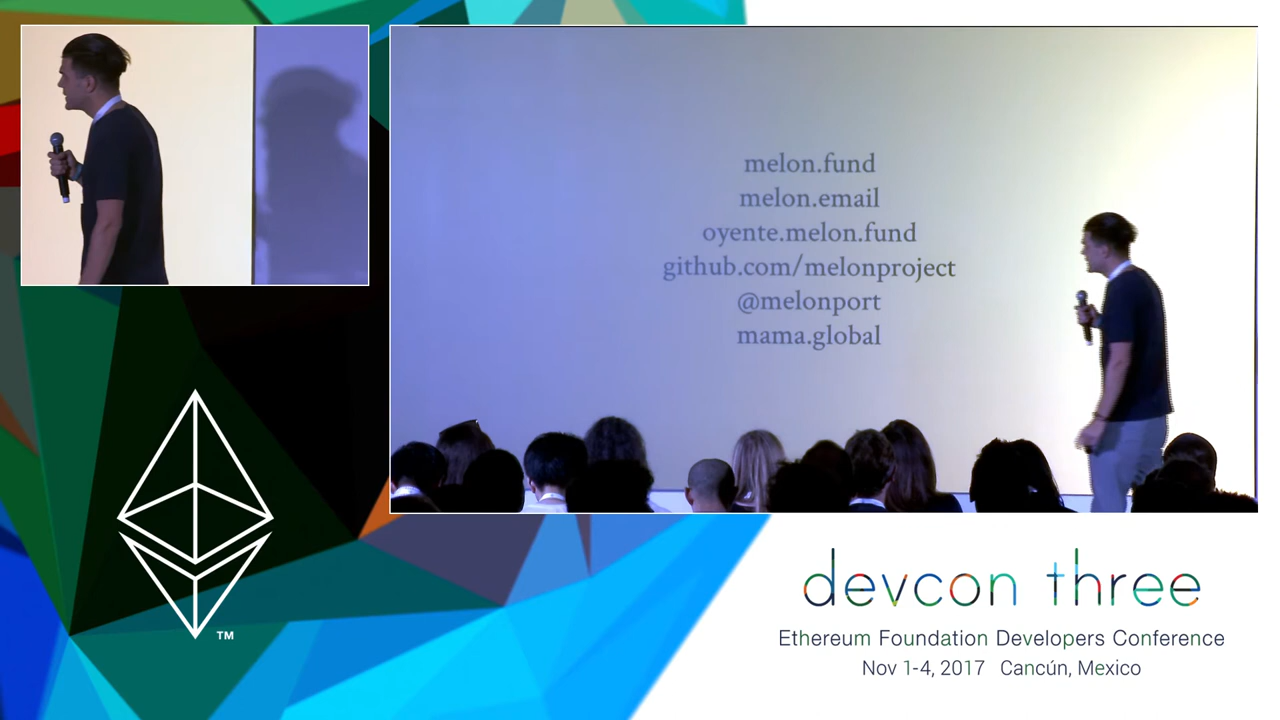 melon.fund
melon.email
oyente.melon.fund
github.com/melonproject
@melonport
mama.global
TM
devcon three
Ethereum Foundation Developers Conference
Nov 1-4, 2017 Cancún, Mexico